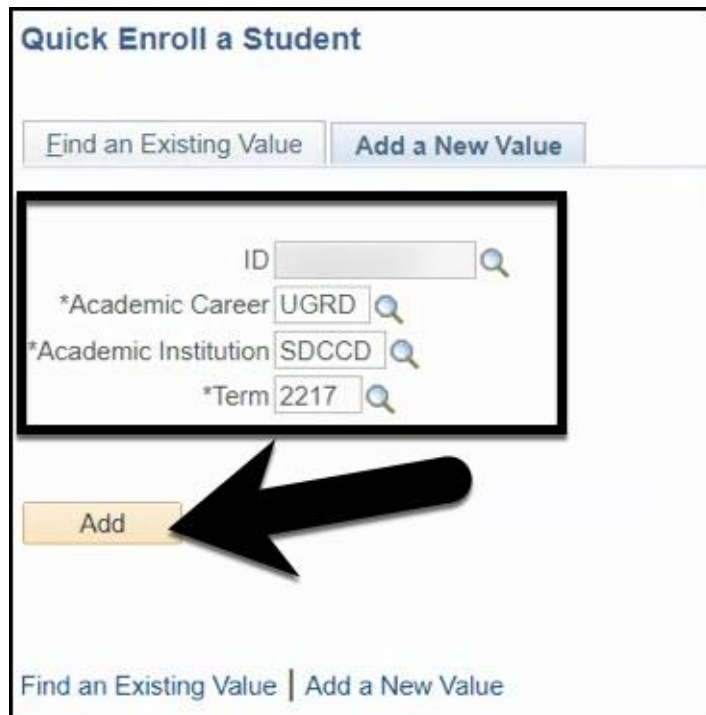 Quick Enroll a Student
Find an Existing Value Add a New Value
ID
*Academic Career UGRD
*Academic Institution SDCCD
*Term 2217
Add
Find an Existing Value | Add a New Value